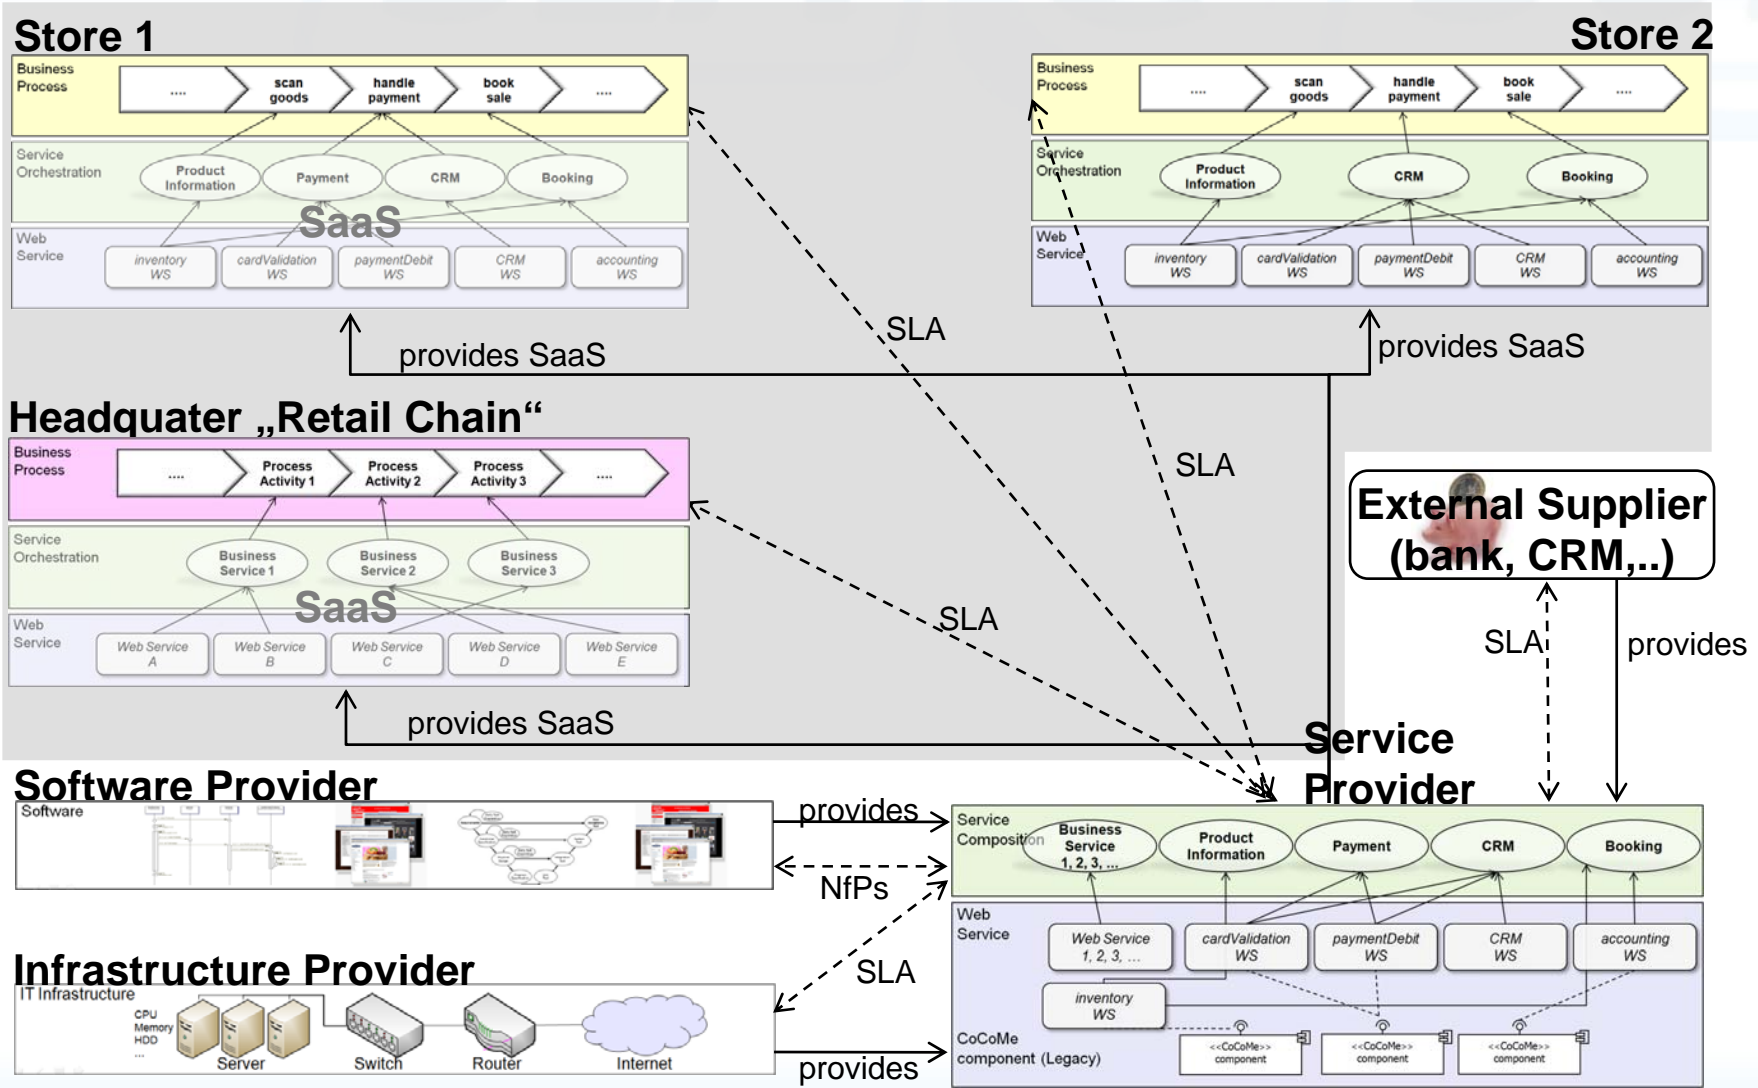 Store 1
Business
Process
....
scan
goods
handle
payment
book
sale
....
Service
Orchestration
Product
Information
Payment
CRM
Booking
SaaS
Web
Service
inventory
WS
cardValidation
WS
paymentDebit
WS
CRM
WS
accounting
WS
provides SaaS
Store 2
Business
Process
....
scan
goods
handle
payment
book
sale
....
Service
Orchestration
Product
Information
CRM
Booking
Web
Service
inventory
WS
cardValidation
WS
paymentDebit
WS
CRM
WS
accounting
WS
provides SaaS
SLA
SLA
SLA
Headquater „Retail Chain“
Business
Process
....
Process
Activity 1
Process
Activity 2
Process
Activity 3
....
Service
Orchestration
Business
Service 1
Business
Service 2
Business
Service 3
SaaS
Web
Service
Web Service
A
Web Service
B
Web Service
C
Web Service
D
Web Service
E
provides SaaS
External Supplier
(bank, CRM,..)
SLA
provides
Software Provider
Software
provides
NfPs
SLA
Infrastructure Provider
IT Infrastructure
CPU
Memory
HDD
...
Server
Switch
Router
Internet
provides
Service
Provider
Service
Composition
Business
Service
1, 2, 3, ...
Product
Information
Payment
CRM
Booking
Web
Service
Web Service
1, 2, 3, ...
cardValidation
WS
paymentDebit
WS
CRM
WS
accounting
WS
inventory
WS
CoCoMe
component (Legacy)
<<CoCoMe>>
component
<<CoCoMe>>
component
<<CoCoMe>>
component